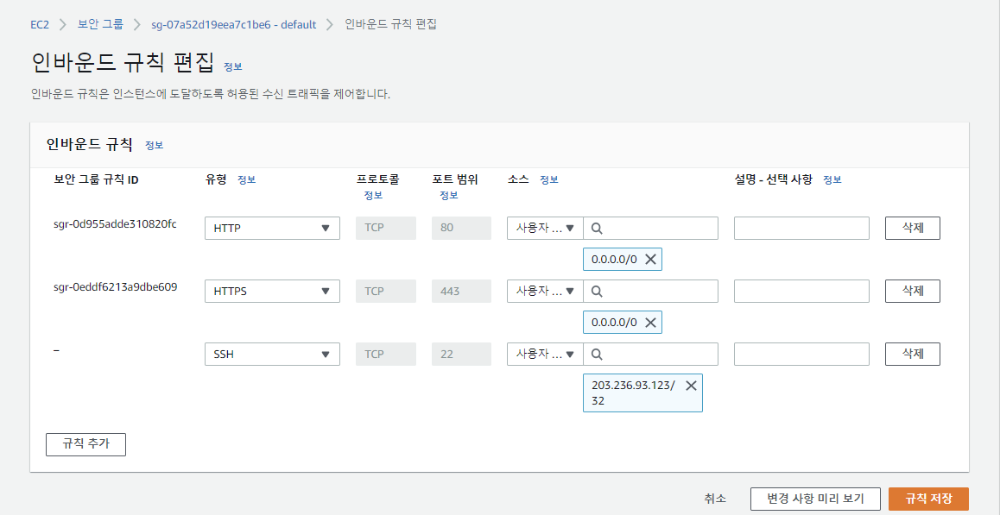 EC2 > 보안 그룹 > sg-07a52d19eea7c1be6 - default > 인바운드 규칙 편집
인바운드 규칙 편집 정보
인바운드 규칙은 인스턴스에 도달하도록 허용된 수신 트래픽을 제어합니다.
인바운드 규칙 정보
보안 그룹 규칙 ID 유형 정보 프로토콜 포트 범위 소스 정보 설명 - 선택 사항 정보
정보 정보
sgr-0d955adde310820fc HTTP TCP 80 사용자 ... 삭제
0.0.0.0/0
sgr-0eddf6213a9dbe609 HTTPS TCP 443 사용자 ... 삭제
0.0.0.0/0
– SSH TCP 22 사용자 ... 삭제
203.236.93.123/
32
규칙 추가
취소 변경 사항 미리 보기 규칙 저장